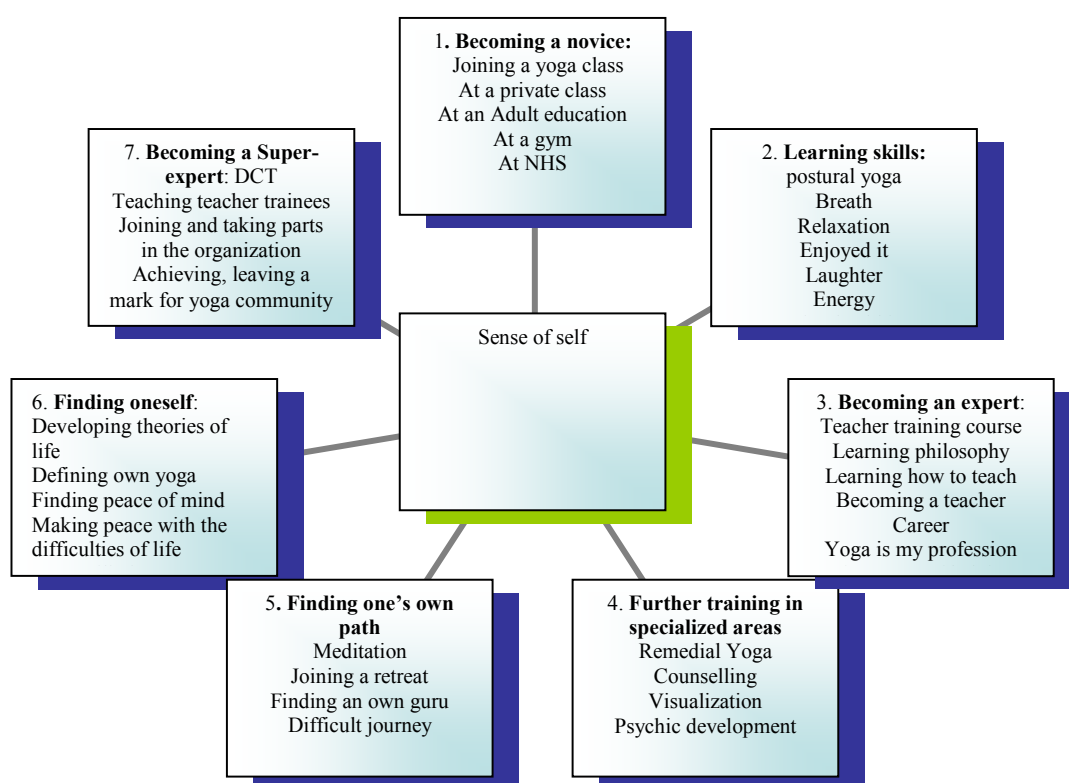 1. Becoming a novice:
Joining a yoga class
At a private class
At an Adult education
At a gym
At NHS
2. Learning skills:
postural yoga
Breath
Relaxation
Enjoyed it
Laughter
Energy
3. Becoming an expert:
Teacher training course
Learning philosophy
Learning how to teach
Becoming a teacher
Career
Yoga is my profession
4. Further training in
specialized areas
Remedial Yoga
Counselling
Visualization
Psychic development
5. Finding one's own
path
Meditation
Joining a retreat
Finding an own guru
Difficult journey
6. Finding oneself:
Developing theories of
life
Defining own yoga
Finding peace of mind
Making peace with the
difficulties of life
7. Becoming a Super-
expert: DCT
Teaching teacher trainees
Joining and taking parts
in the organization
Achieving, leaving a
mark for yoga community
Sense of self